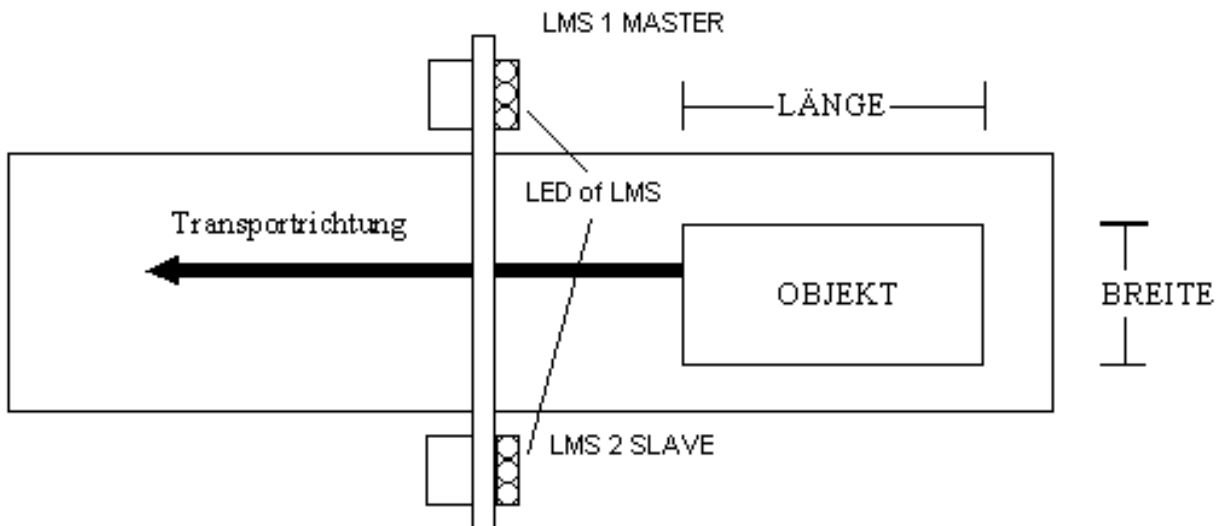 LMS 1 MASTER
LÄNGE
LED of LMS
Transportrichtung
OBJEKT
BREITE
LMS 2 SLAVE